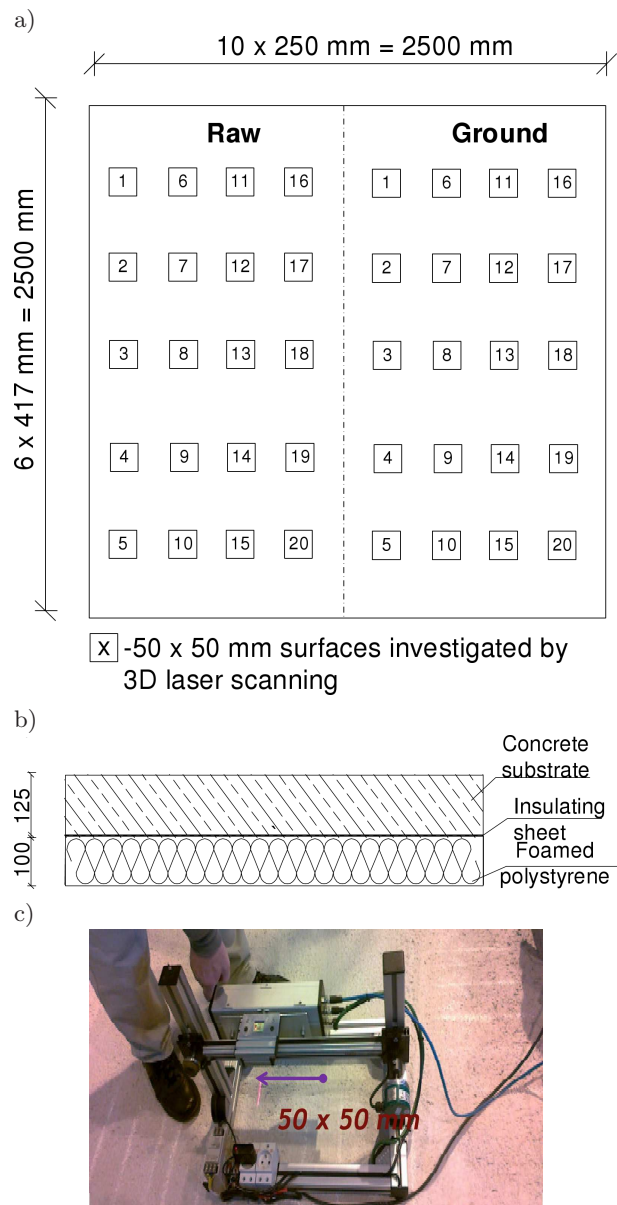 a)
10 x 250 mm = 2500 mm
6 x 417 mm = 2500 mm
Raw Ground
1 6 11 16 1 6 11 16
2 7 12 17 2 7 12 17
3 8 13 18 3 8 13 18
4 9 14 19 4 9 14 19
5 10 15 20 5 10 15 20
x -50 x 50 mm surfaces investigated by
3D laser scanning
b)
125
100
Concrete
substrate
Insulating
sheet
Foamed
polystyrene
c)
50 x 50 mm